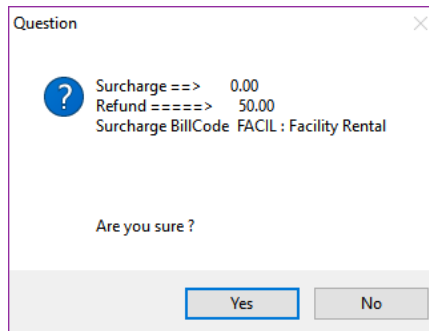 Question
?
Surcharge ==> 0.00
Refund =====> 50.00
Surcharge BillCode FACIL : Facility Rental
Are you sure ?
Yes
No